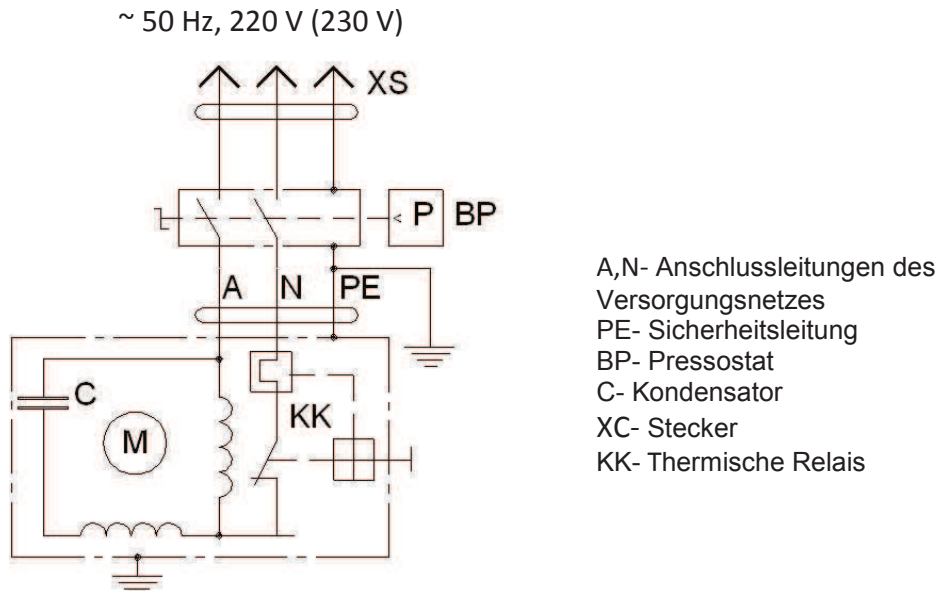 ~ 50 Hz, 220 V (230 V)
XS
P BP
A N PE
C
KK
M
A,N- Anschlussleitungen des
Versorgungsnetzes
PE- Sicherheitsleitung
BP- Pressostat
C- Kondensator
XC- Stecker
KK- Thermische Relais